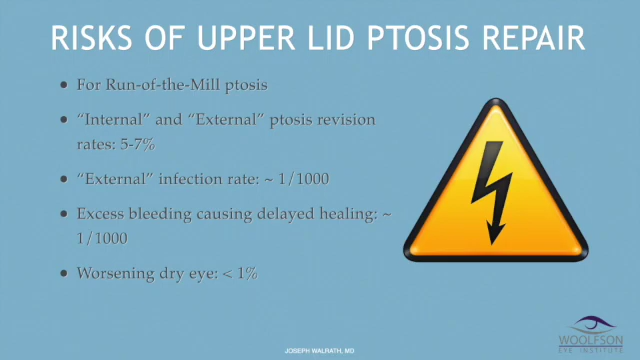 RISKS OF UPPER LID PTOSIS REPAIR
• For Run-of-the-Mill ptosis
• “Internal” and “External” ptosis revision
rates: 5-7%
• “External” infection rate: ~ 1/1000
• Excess bleeding causing delayed healing: ~
1/1000
• Worsening dry eye: < 1%
WOOLFSON
EYE INSTITUTE
JOSEPH WALRATH, MD